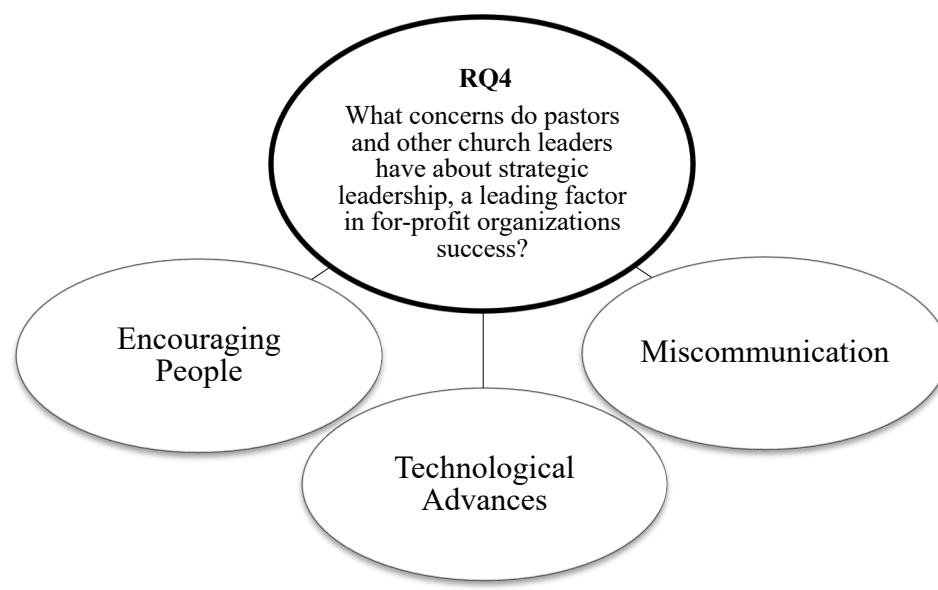 RQ4
What concerns do pastors
and other church leaders
have about strategic
leadership, a leading factor
in for-profit organizations
success?
Encouraging
People
Technological
Advances
Miscommunication